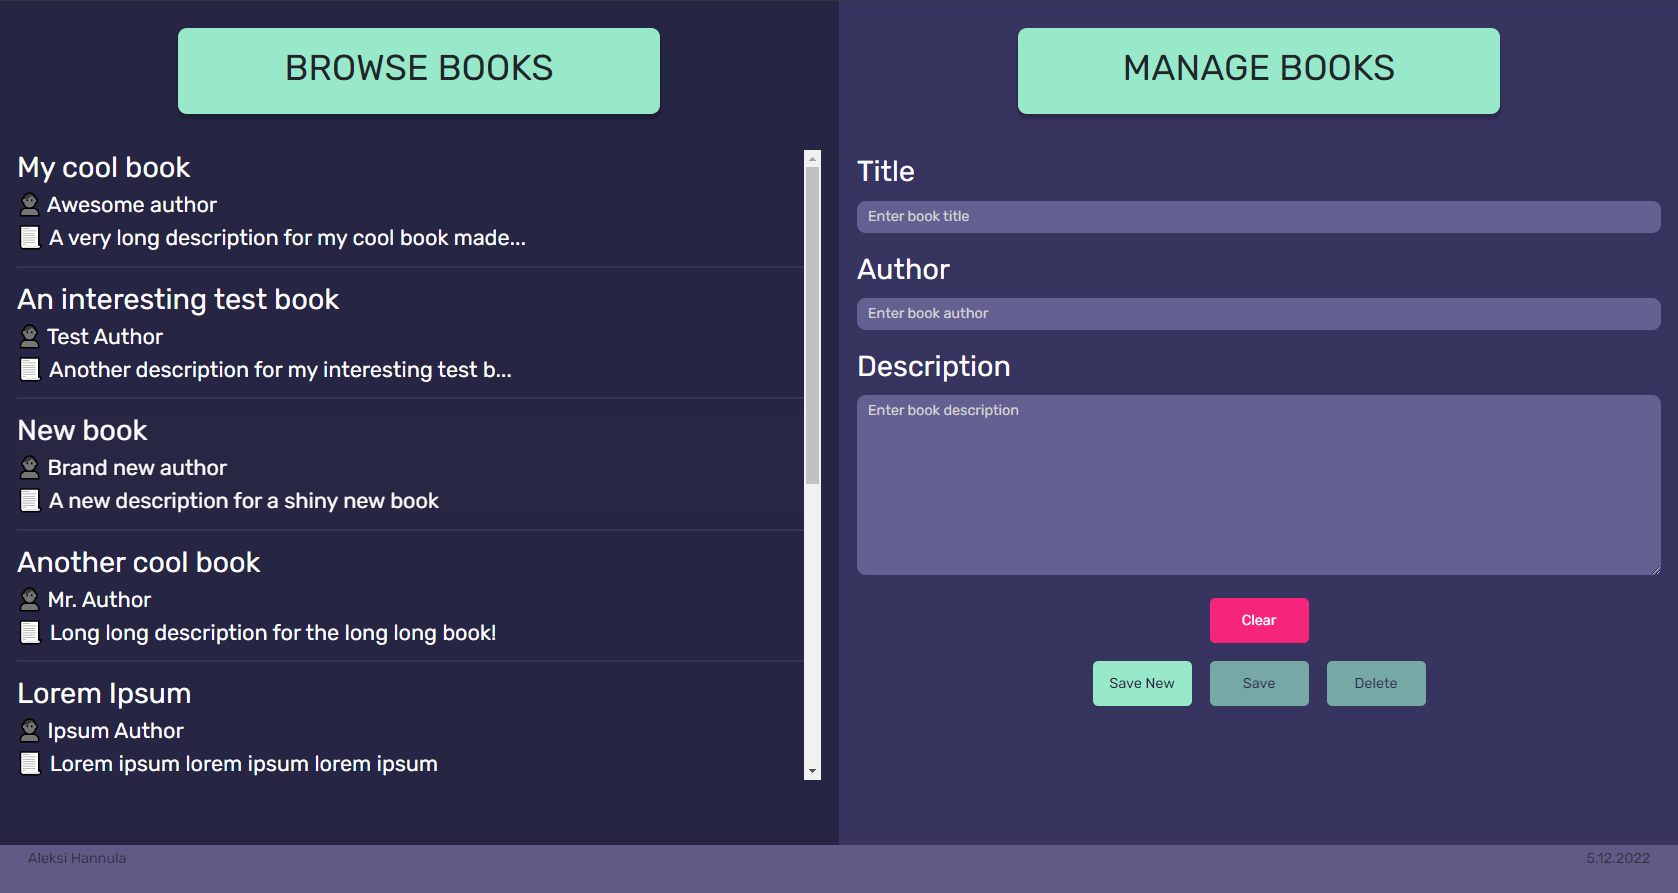 BROWSE BOOKS
My cool book
Awesome author
A very long description for my cool book made...
An interesting test book
Test Author
Another description for my interesting test b...
New book
Brand new author
A new description for a shiny new book
Another cool book
Mr. Author
Long long description for the long long book!
Lorem Ipsum
Ipsum Author
Lorem ipsum lorem ipsum lorem ipsum
MANAGE BOOKS
Title
Enter book title
Author
Enter book author
Description
Enter book description
Clear
Save New Save Delete
Aleksi Hannula 5.12.2022